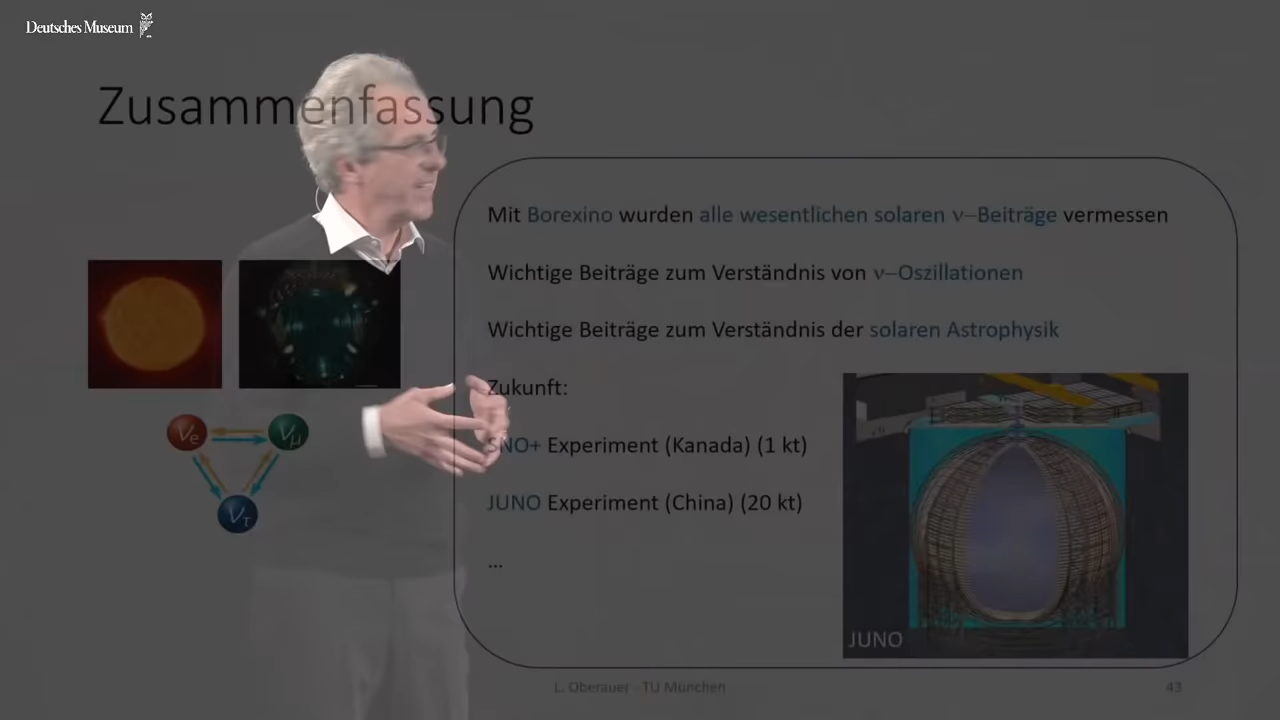 Deutsches Museum
Zusammenfassung
Mit Borexino wurden alle wesentlichen solaren ν–Beiträge vermessen
Wichtige Beiträge zum Verständnis von ν–Oszillationen
Wichtige Beiträge zum Verständnis der solaren Astrophysik
Zukunft:
SNO+ Experiment (Kanada) (1 kt)
JUNO Experiment (China) (20 kt)
...
νe
νμ
ντ
JUNO
L. Oberauer - TU München
43